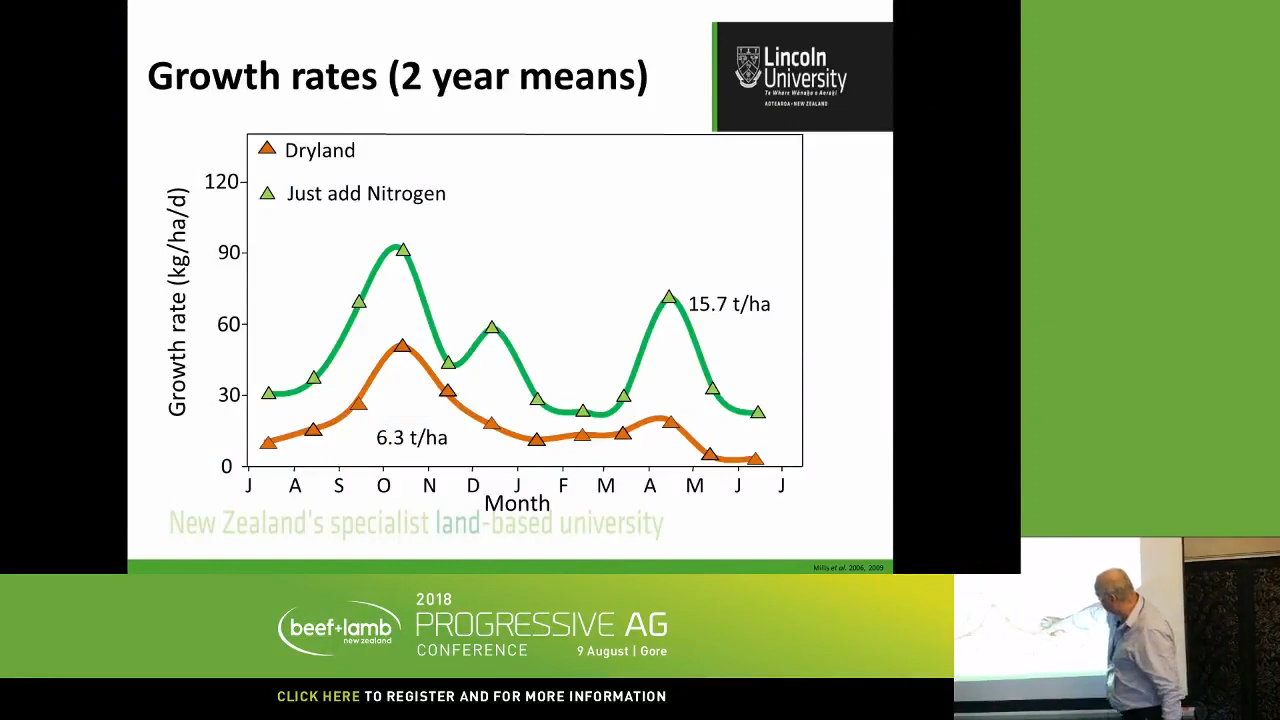 Growth rates (2 year means)
Lincoln
University
Te Whare Wānaka o Aoraki
AOTEAROA • NEW ZEALAND
Dryland
Just add Nitrogen
Growth rate (kg/ha/d)
120
90
60
30
0
15.7 t/ha
6.3 t/ha
J A S O N D J F M A M J J
Month
New Zealand's specialist land-based university
Millis et al. 2006, 2009
beef+lamb
new zealand
2018
PROGRESSIVE AG
CONFERENCE
9 August | Gore
CLICK HERE TO REGISTER AND FOR MORE INFORMATION